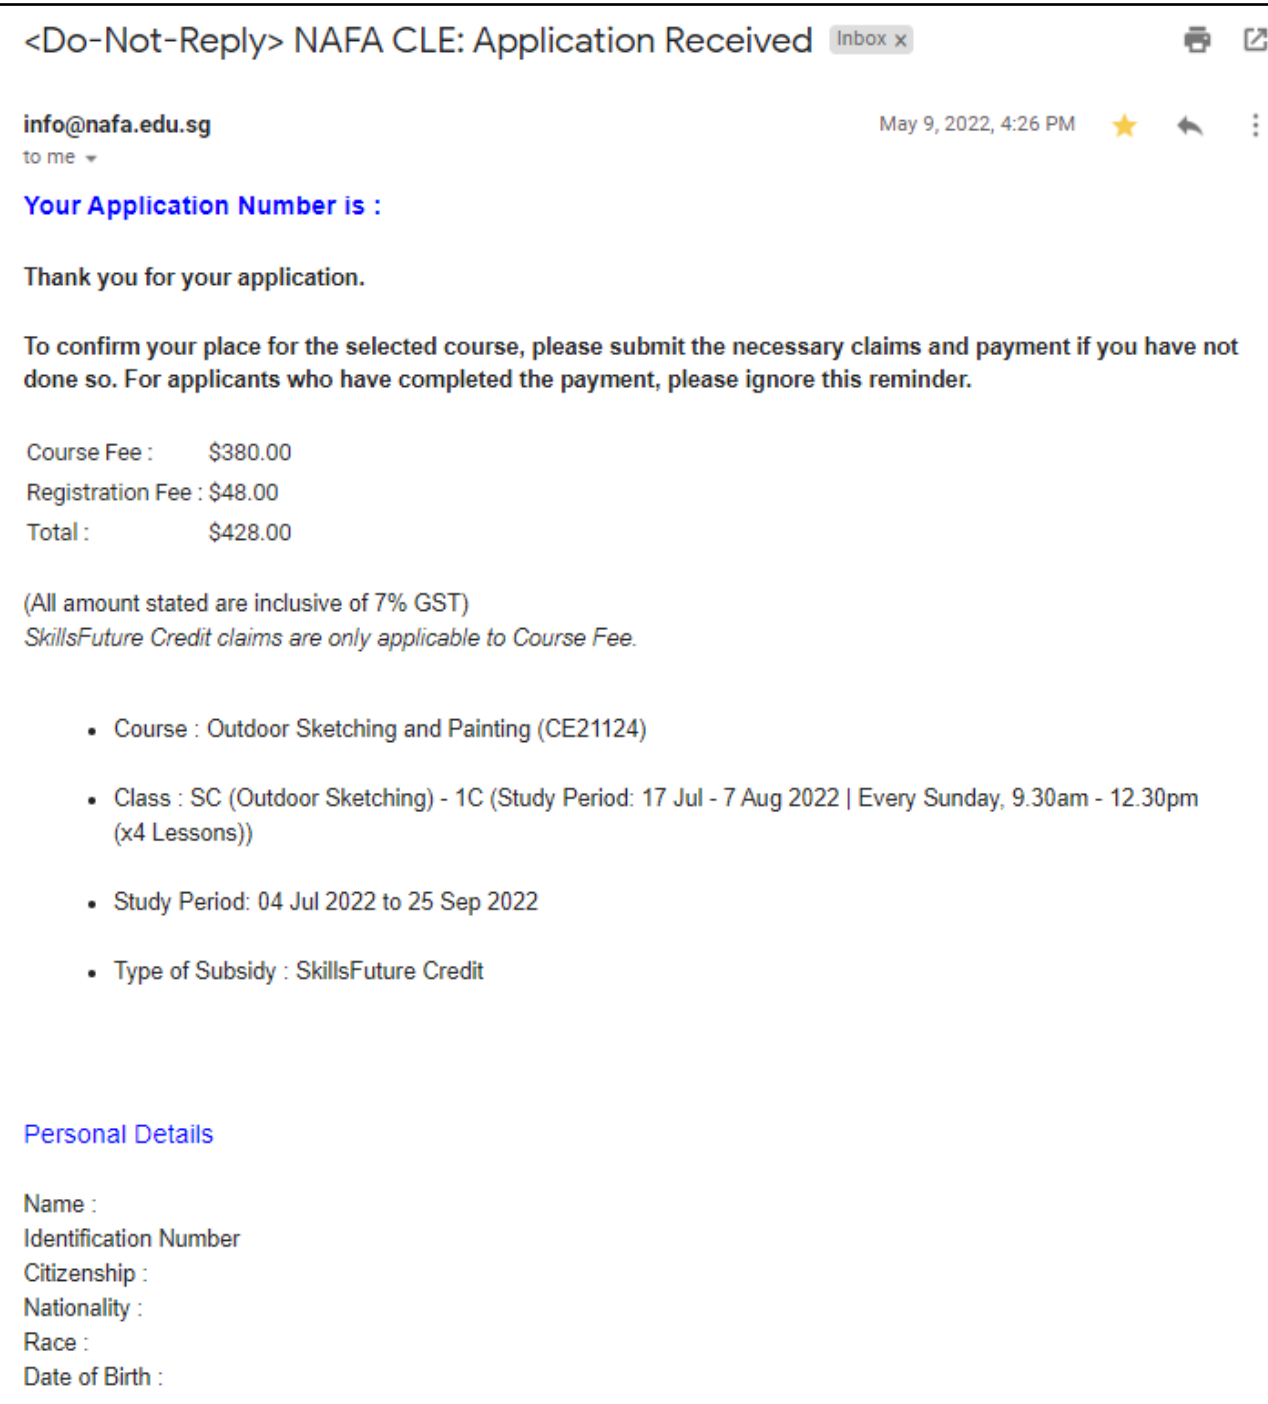 <Do-Not-Reply> NAFA CLE: Application Received Inbox x
info@nafa.edu.sg May 9, 2022, 4:26 PM
to me
Your Application Number is :
Thank you for your application.
To confirm your place for the selected course, please submit the necessary claims and payment if you have not
done so. For applicants who have completed the payment, please ignore this reminder.
Course Fee : $380.00
Registration Fee : $48.00
Total : $428.00
(All amount stated are inclusive of 7% GST)
SkillsFuture Credit claims are only applicable to Course Fee.
• Course : Outdoor Sketching and Painting (CE21124)
• Class : SC (Outdoor Sketching) - 1C (Study Period: 17 Jul - 7 Aug 2022 | Every Sunday, 9.30am - 12.30pm
(x4 Lessons))
• Study Period: 04 Jul 2022 to 25 Sep 2022
• Type of Subsidy : SkillsFuture Credit
Personal Details
Name :
Identification Number
Citizenship :
Nationality :
Race :
Date of Birth :